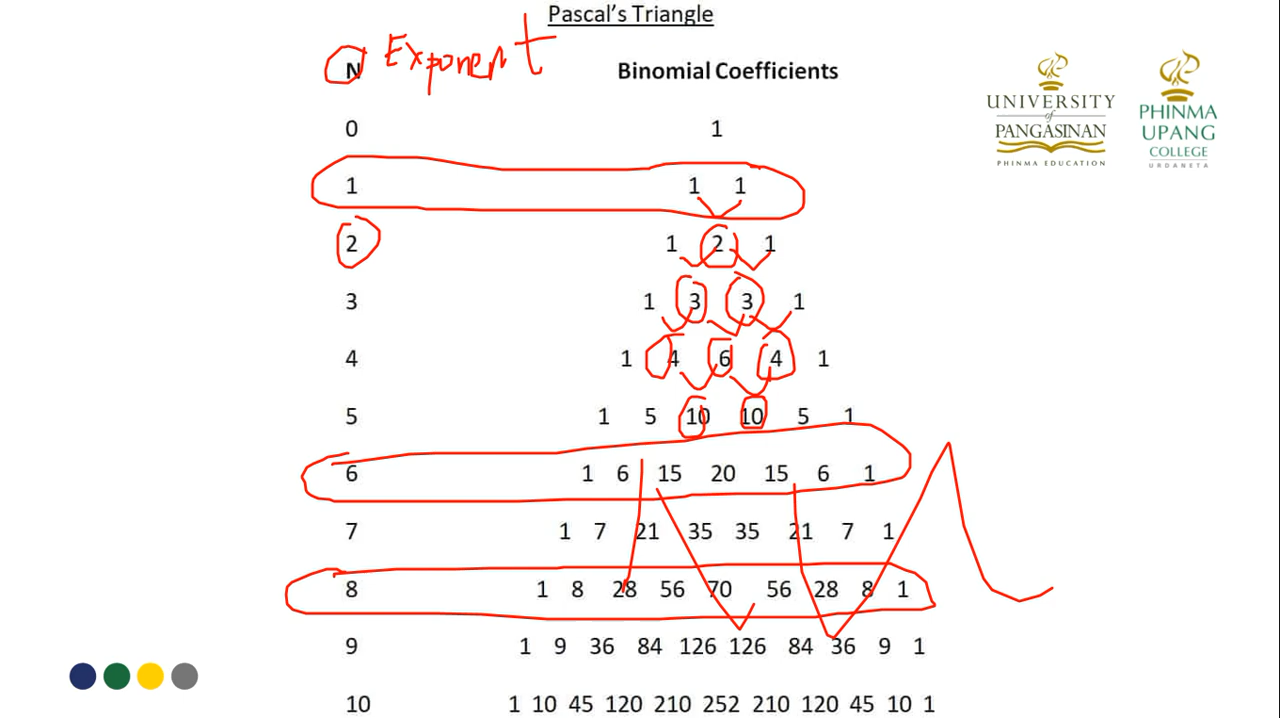 Pascal's Triangle
N Exponent Binomial Coefficients
UNIVERSITY
of
PANGASINAN
PHINMA EDUCATION
PHINMA
UPANG
COLLEGE
URDANETA
0 1
1 1 1
2 1 2 1
3 1 3 3 1
4 1 4 6 4 1
5 1 5 10 10 5 1
6 1 6 15 20 15 6 1
7 1 7 21 35 35 21 7 1
8 1 8 28 56 70 56 28 8 1
9 1 9 36 84 126 126 84 36 9 1
10 1 10 45 120 210 252 210 120 45 10 1